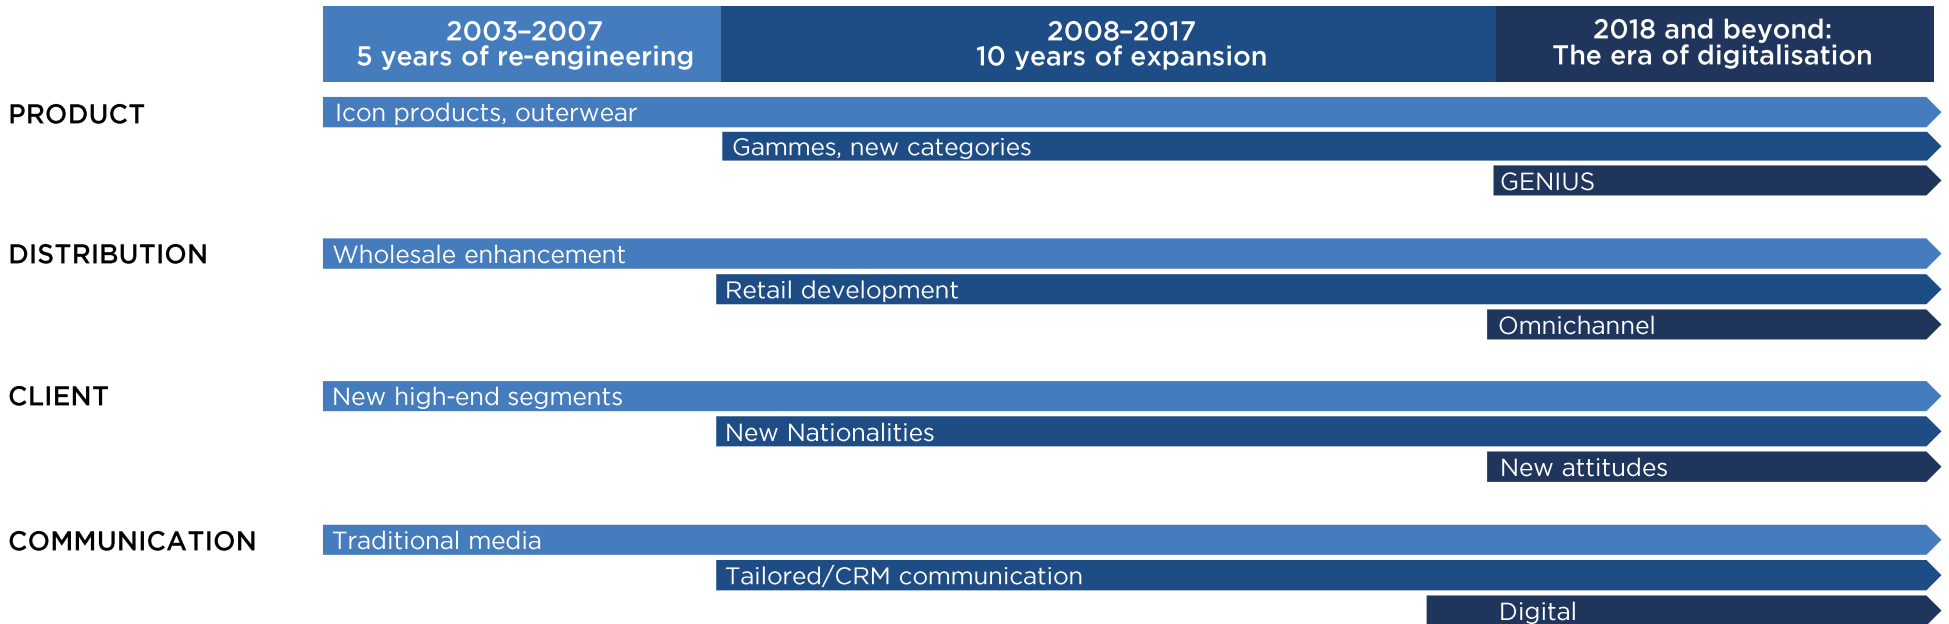 2003–2007
5 years of re-engineering
2008–2017
10 years of expansion
2018 and beyond:
The era of digitalisation
PRODUCT
Icon products, outerwear
Gammes, new categories
GENIUS
DISTRIBUTION
Wholesale enhancement
Retail development
Omnichannel
CLIENT
New high-end segments
New Nationalities
New attitudes
COMMUNICATION
Traditional media
Tailored/CRM communication
Digital